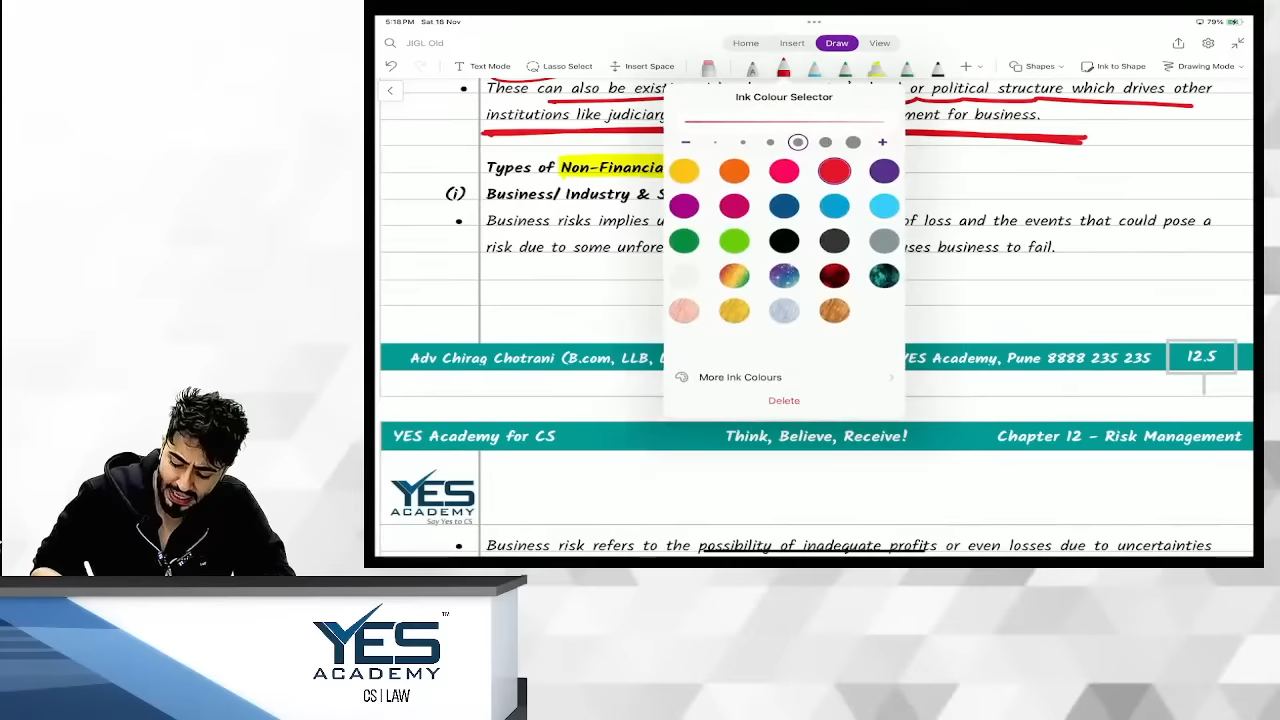 5:18 PM Sat 18 Nov
79%
JIGL Old
Home Insert Draw View
Text Mode Lasso Select Insert Space Shapes Ink to Shape Drawing Mode
These can also be exist or political structure which drives other
institutions like judiciary ment for business.
Ink Colour Selector
Types of Non-Financia
(i) Business/ Industry & S
Business risks implies u of loss and the events that could pose a
risk due to some unfore uses business to fail.
More Ink Colours
Delete
Adv Chirag Chotrani (B.com, LLB, YES Academy, Pune 8888 235 235 12.5
YES Academy for CS Think, Believe, Receive! Chapter 12 - Risk Management
YES
ACADEMY
Say Yes to CS
Business risk refers to the possibility of inadequate profits or even losses due to uncertainties
YES ™
ACADEMY
CS | LAW